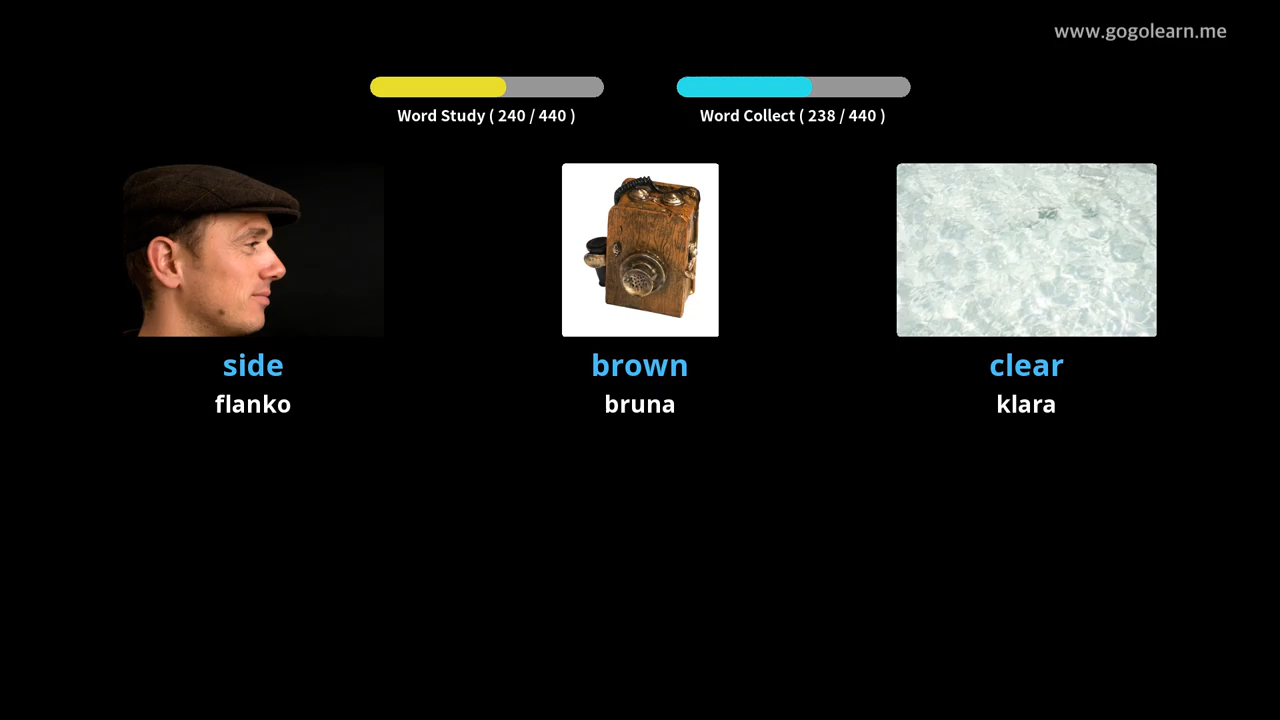 www.gogolearn.me
Word Study ( 240 / 440 )
Word Collect ( 238 / 440 )
side
brown
clear
flanko
bruna
klara